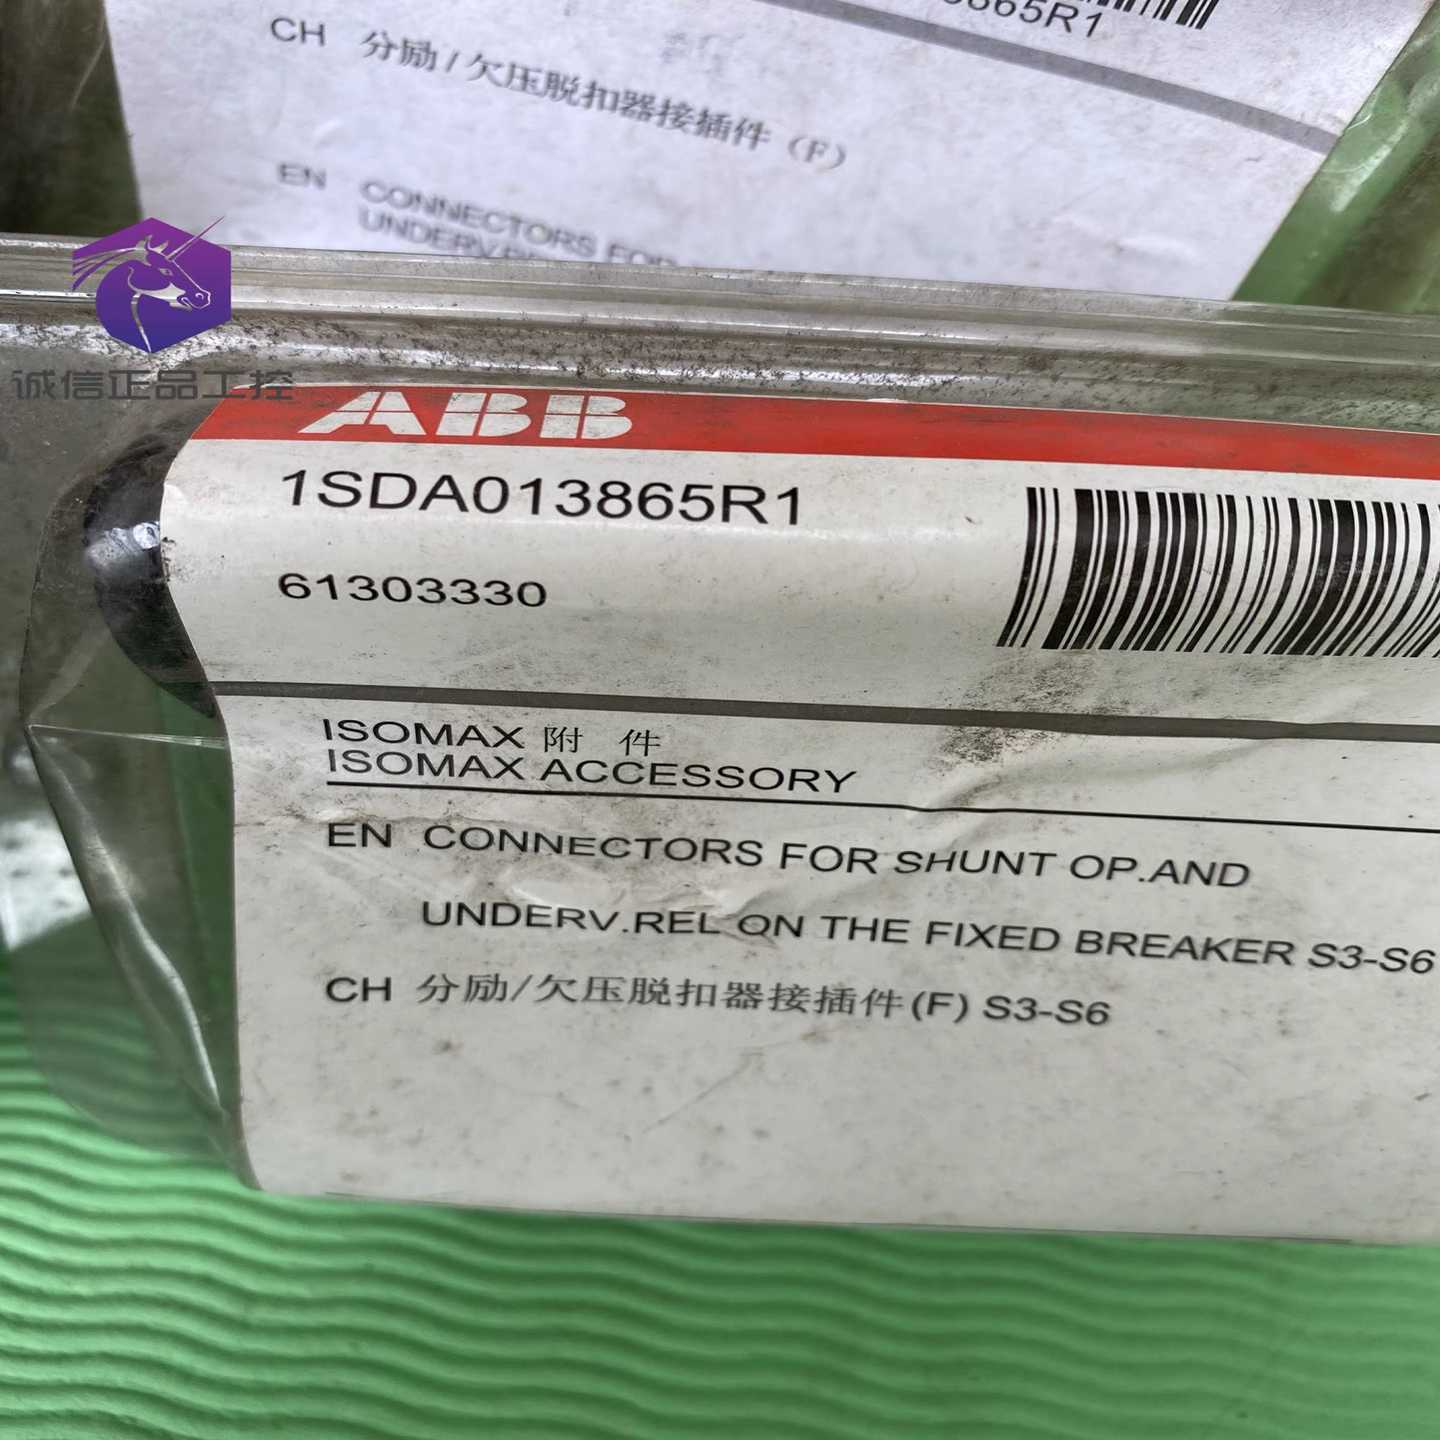 3865R1
CH 分励/欠压脱扣器接插件(F)
EN CONNECTORS FOR
诚信正品工控
ABB
1SDA013865R1
61303330
ISOMAX 附 件
ISOMAX ACCESSORY
EN CONNECTORS FOR SHUNT OP.AND
UNDERV.REL ON THE FIXED BREAKER S3-S6
CH 分励/欠压脱扣器接插件(F) S3-S6